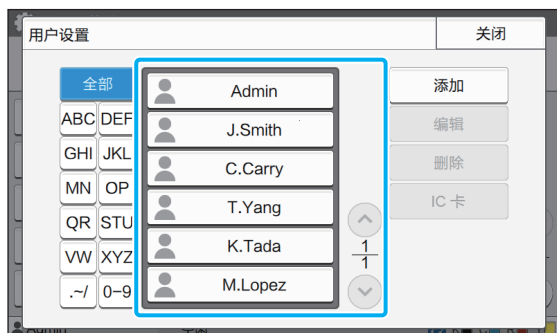 用户设置
关闭
全部
ABC DEF
GHI JKL
MN OP
QR STU
VW XYZ
.~/ 0-9
Admin
J.Smith
C.Carry
T.Yang
K.Tada
M.Lopez
1
1
添加
编辑
删除
IC 卡
Admin